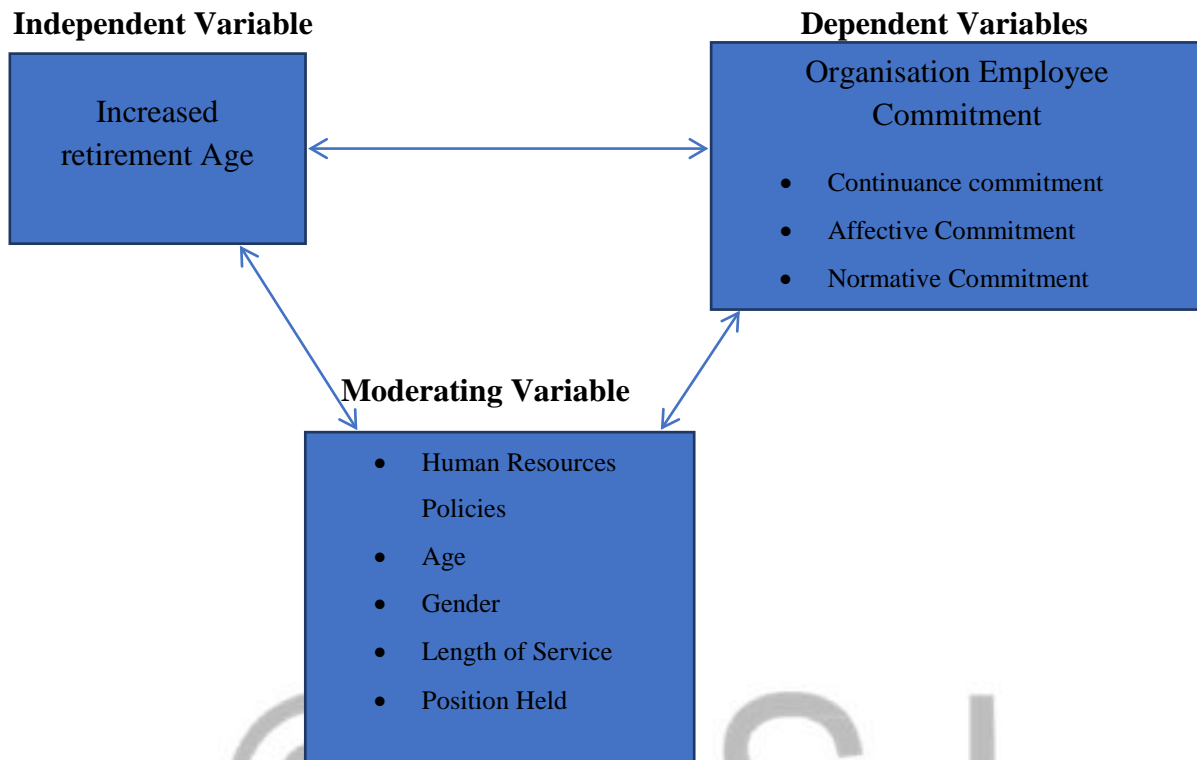 Independent Variable
Increased
retirement Age
Dependent Variables
Organisation Employee
Commitment
• Continuance commitment
• Affective Commitment
• Normative Commitment
Moderating Variable
• Human Resources
Policies
• Age
• Gender
• Length of Service
• Position Held